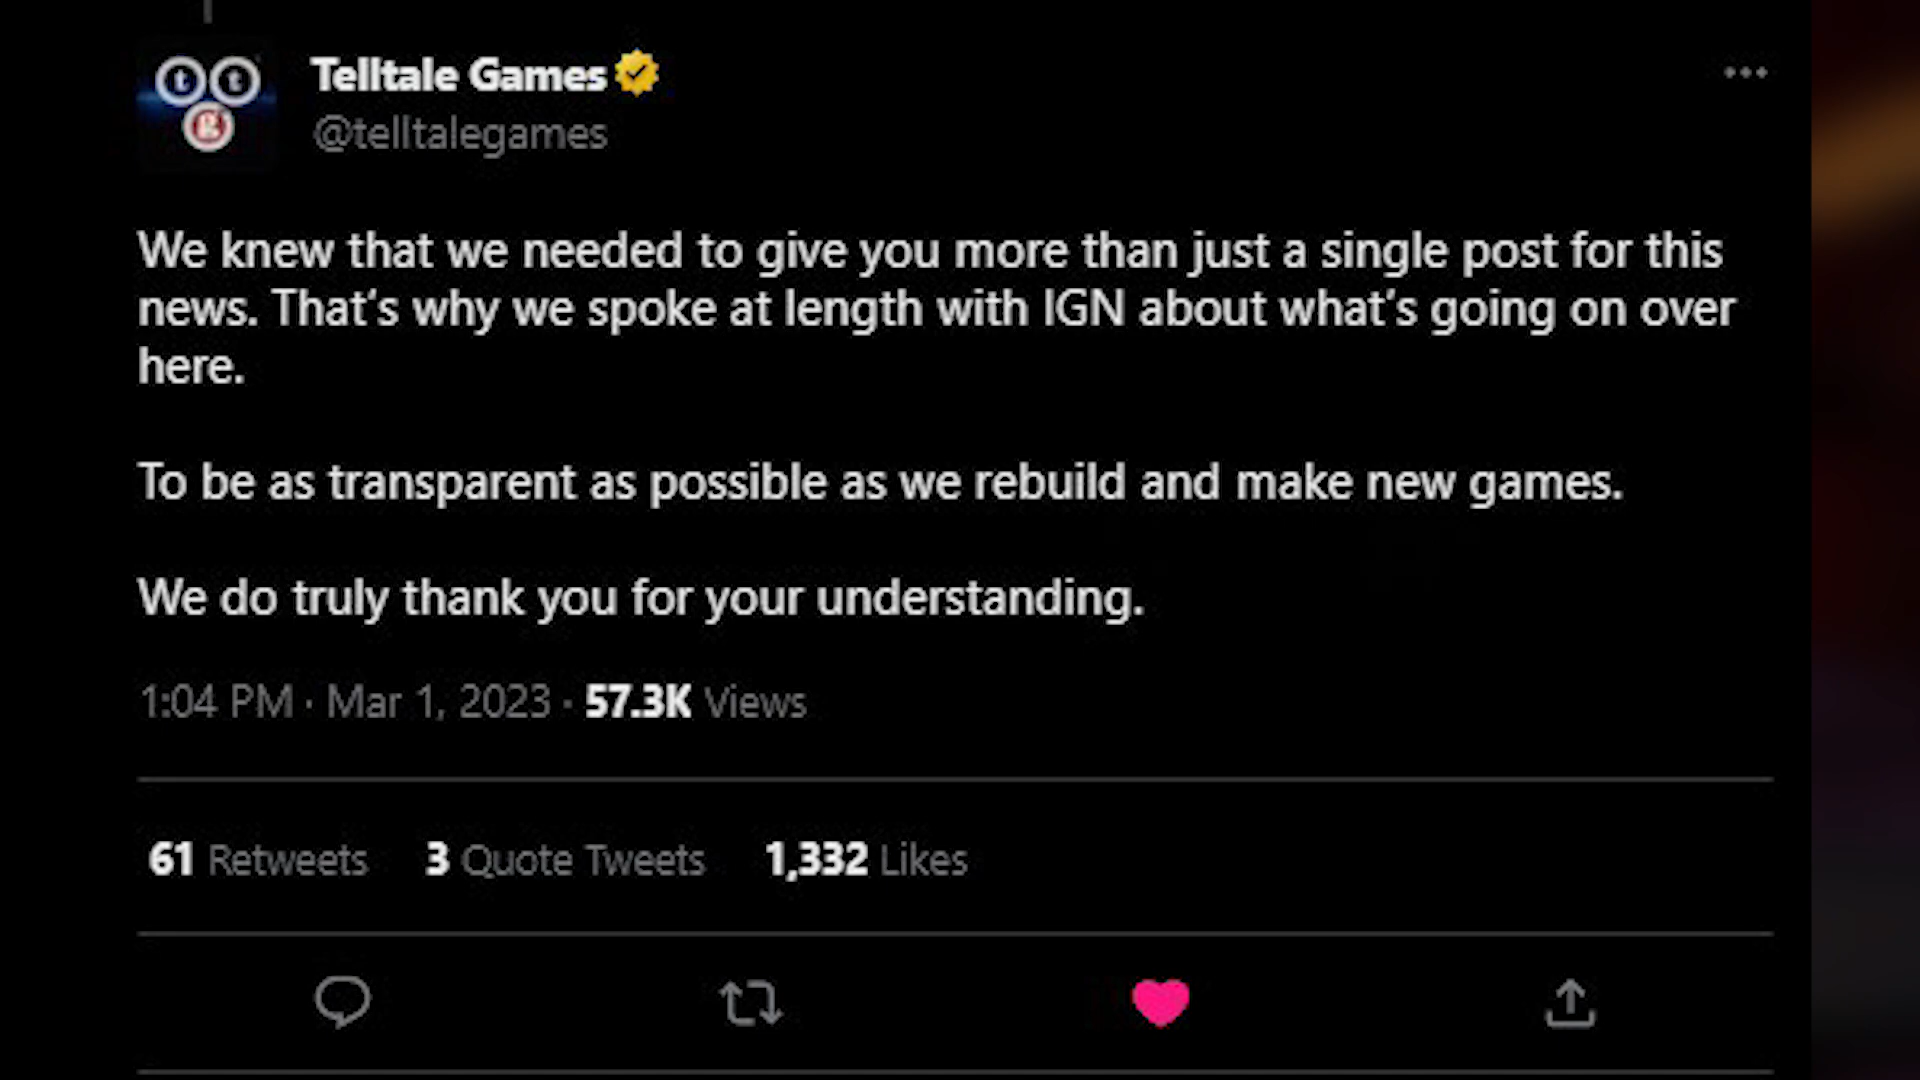 t t
g
Telltale Games
@telltalegames
We knew that we needed to give you more than just a single post for this
news. That's why we spoke at length with IGN about what's going on over
here.
To be as transparent as possible as we rebuild and make new games.
We do truly thank you for your understanding.
1:04 PM · Mar 1, 2023 · 57.3K Views
61 Retweets 3 Quote Tweets 1,332 Likes